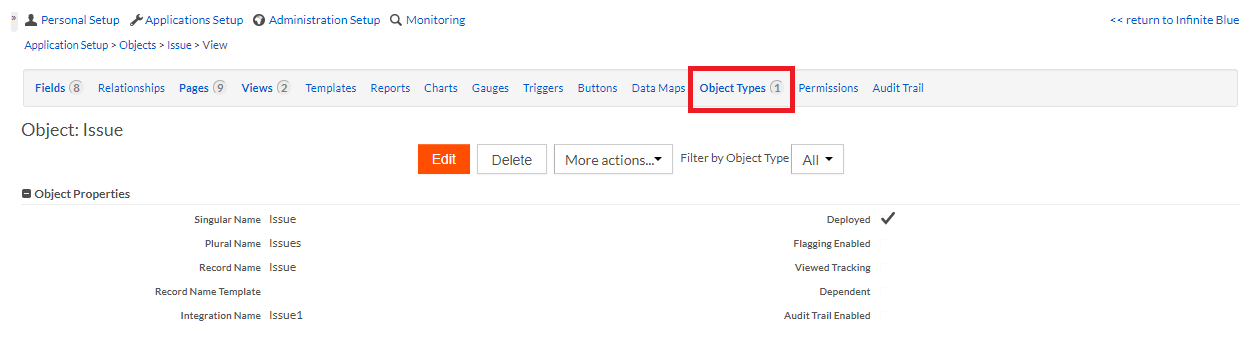 » Personal Setup Applications Setup Administration Setup Monitoring << return to Infinite Blue
Application Setup > Objects > Issue > View
Fields 8 Relationships Pages 9 Views 2 Templates Reports Charts Gauges Triggers Buttons Data Maps Object Types 1 Permissions Audit Trail
Object: Issue
Edit Delete More actions... Filter by Object Type All
Object Properties
Singular Name Issue Deployed
Plural Name Issues Flagging Enabled
Record Name Issue Viewed Tracking
Record Name Template Dependent
Integration Name Issue1 Audit Trail Enabled